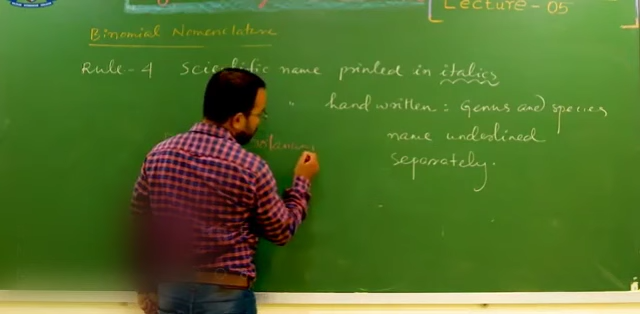 Lecture - 05
Binomial Nomenclature
Rule - 4 Scientific name printed in italics
" hand written : Genus and species
name underlined
separately.